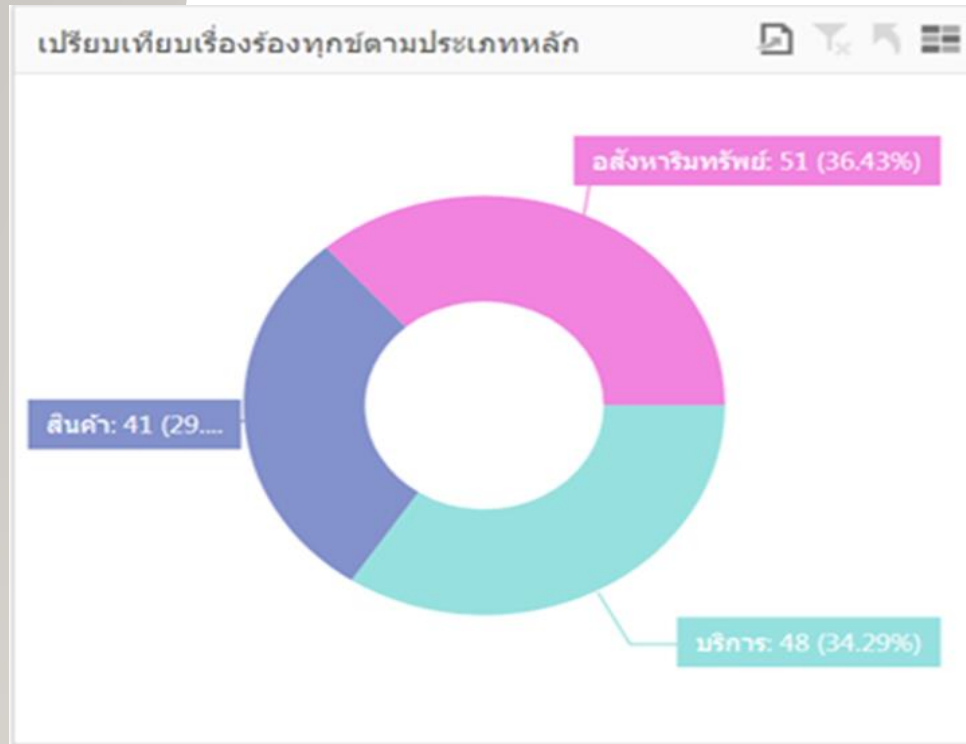 เปรียบเทียบเรื่องร้องทุกข์ตามประเภทหลัก
อสังหาริมทรัพย์: 51 (36.43%)
สินค้า: 41 (29....
บริการ: 48 (34.29%)